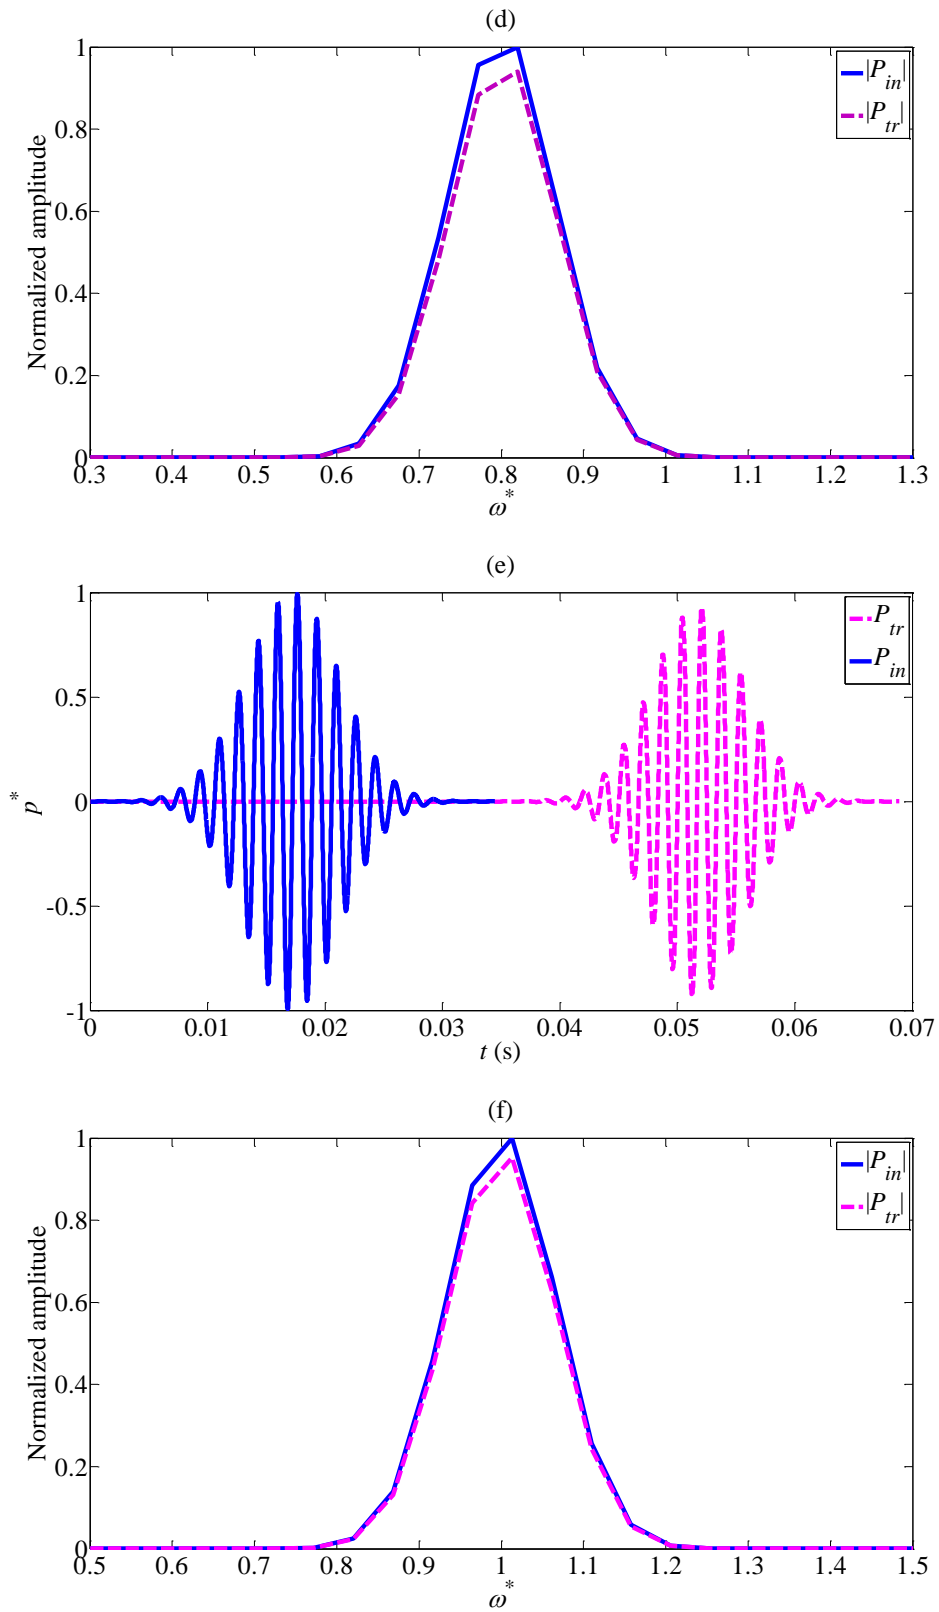 (d)
1
0.8
0.6
0.4
0.2
0
Normalized amplitude
|P_in|
|P_tr|
0.3 0.4 0.5 0.6 0.7 0.8 0.9 1 1.1 1.2 1.3
ω*
(e)
1
0.5
0
-0.5
-1
p*
P_tr
P_in
0 0.01 0.02 0.03 0.04 0.05 0.06 0.07
t (s)
(f)
1
0.8
0.6
0.4
0.2
0
Normalized amplitude
|P_in|
|P_tr|
0.5 0.6 0.7 0.8 0.9 1 1.1 1.2 1.3 1.4 1.5
ω*